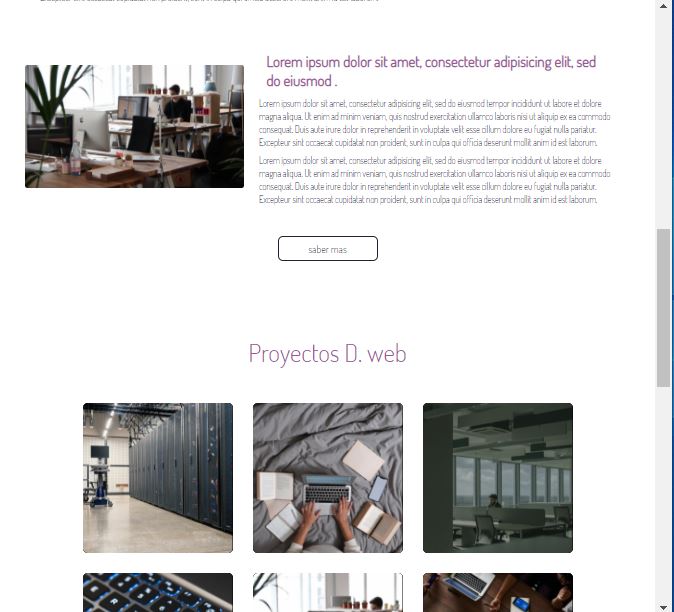 Lorem ipsum dolor sit amet, consectetur adipisicing elit, sed
do eiusmod .
Lorem ipsum dolor sit amet, consectetur adipisicing elit, sed do eiusmod tempor incididunt ut labore et dolore
magna aliqua. Ut enim ad minim veniam, quis nostrud exercitation ullamco laboris nisi ut aliquip ex ea commodo
consequat. Duis aute irure dolor in reprehenderit in voluptate velit esse cillum dolore eu fugiat nulla pariatur.
Excepteur sint occaecat cupidatat non proident, sunt in culpa qui officia deserunt mollit anim id est laborum.
Lorem ipsum dolor sit amet, consectetur adipisicing elit, sed do eiusmod tempor incididunt ut labore et dolore
magna aliqua. Ut enim ad minim veniam, quis nostrud exercitation ullamco laboris nisi ut aliquip ex ea commodo
consequat. Duis aute irure dolor in reprehenderit in voluptate velit esse cillum dolore eu fugiat nulla pariatur.
Excepteur sint occaecat cupidatat non proident, sunt in culpa qui officia deserunt mollit anim id est laborum.
saber mas
Proyectos D. web